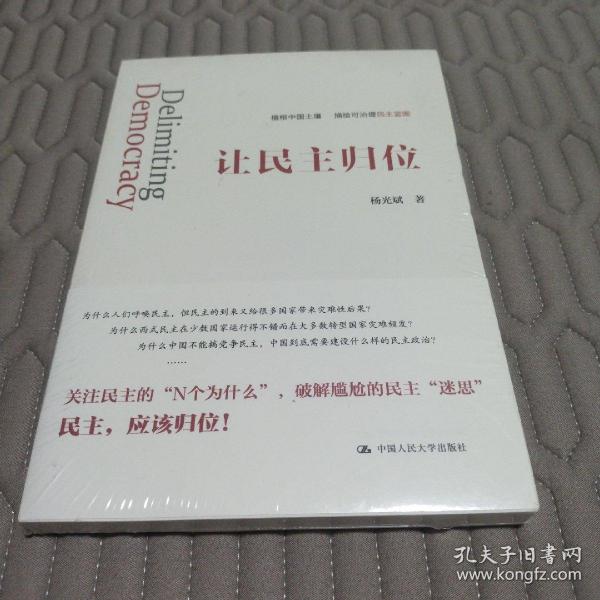 Delimiting
Democracy
植根中国土壤 描绘可治理民主蓝图
让民主归位
杨光斌 著
为什么人们呼唤民主，但民主的到来又给很多国家带来灾难性后果？
为什么西式民主在少数国家运行得不错而在大多数转型国家灾难频发？
为什么中国不能搞党争民主，中国到底需要建设什么样的民主政治？
……
关注民主的“N个为什么”，破解尴尬的民主“迷思”
民主，应该归位！
中国人民大学出版社
孔夫子旧书网
www.kongfz.com